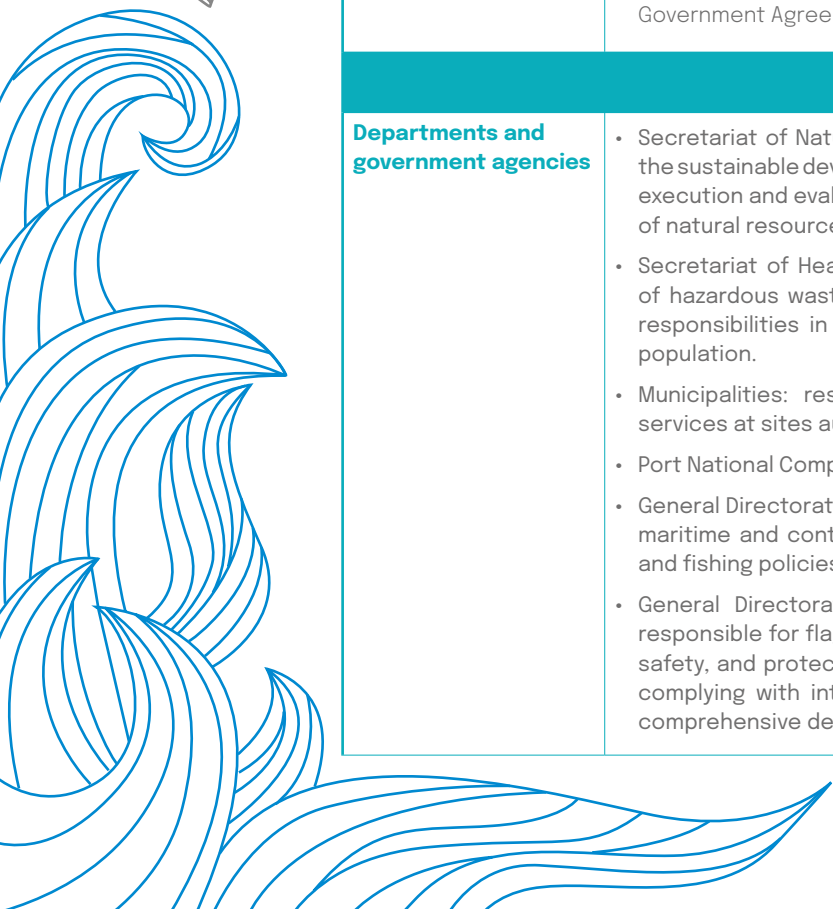 Government Agree
Departments and
government agencies
• Secretariat of Nat
the sustainable dev
execution and eval
of natural resource
• Secretariat of Hea
of hazardous wast
responsibilities in
population.
• Municipalities: res
services at sites au
• Port National Comp
• General Directorat
maritime and cont
and fishing policies
• General Directora
responsible for fla
safety, and protec
complying with int
comprehensive de